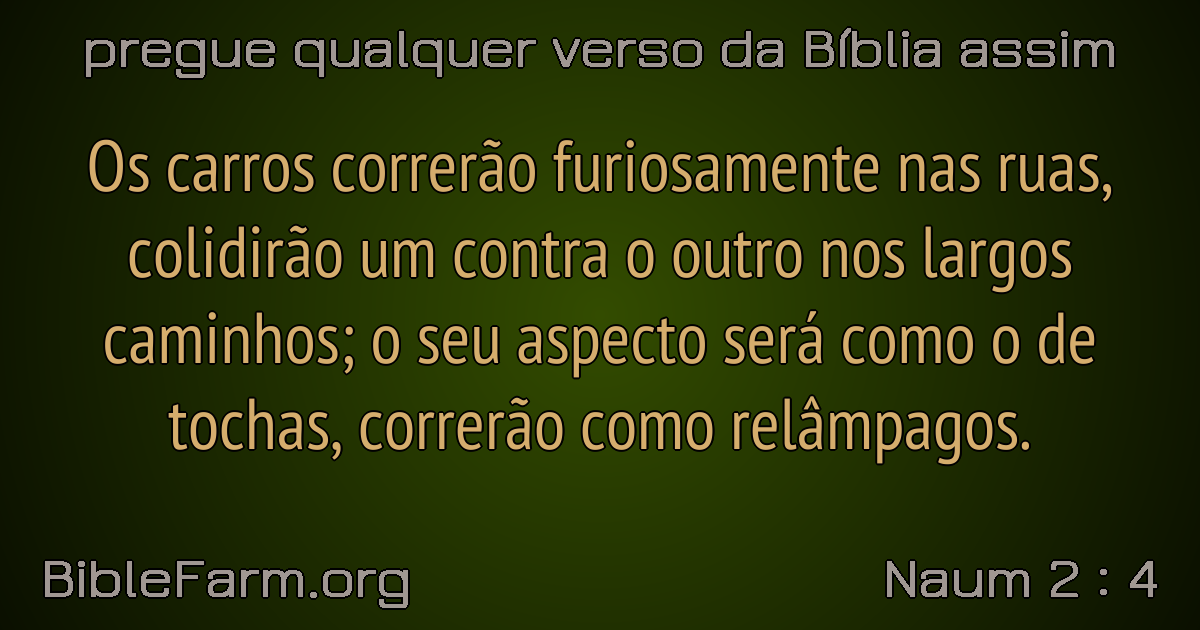 pregue qualquer verso da Bíblia assim
Os carros correrão furiosamente nas ruas,
colidirão um contra o outro nos largos
caminhos; o seu aspecto será como o de
tochas, correrão como relâmpagos.
BibleFarm.org
Naum 2 : 4